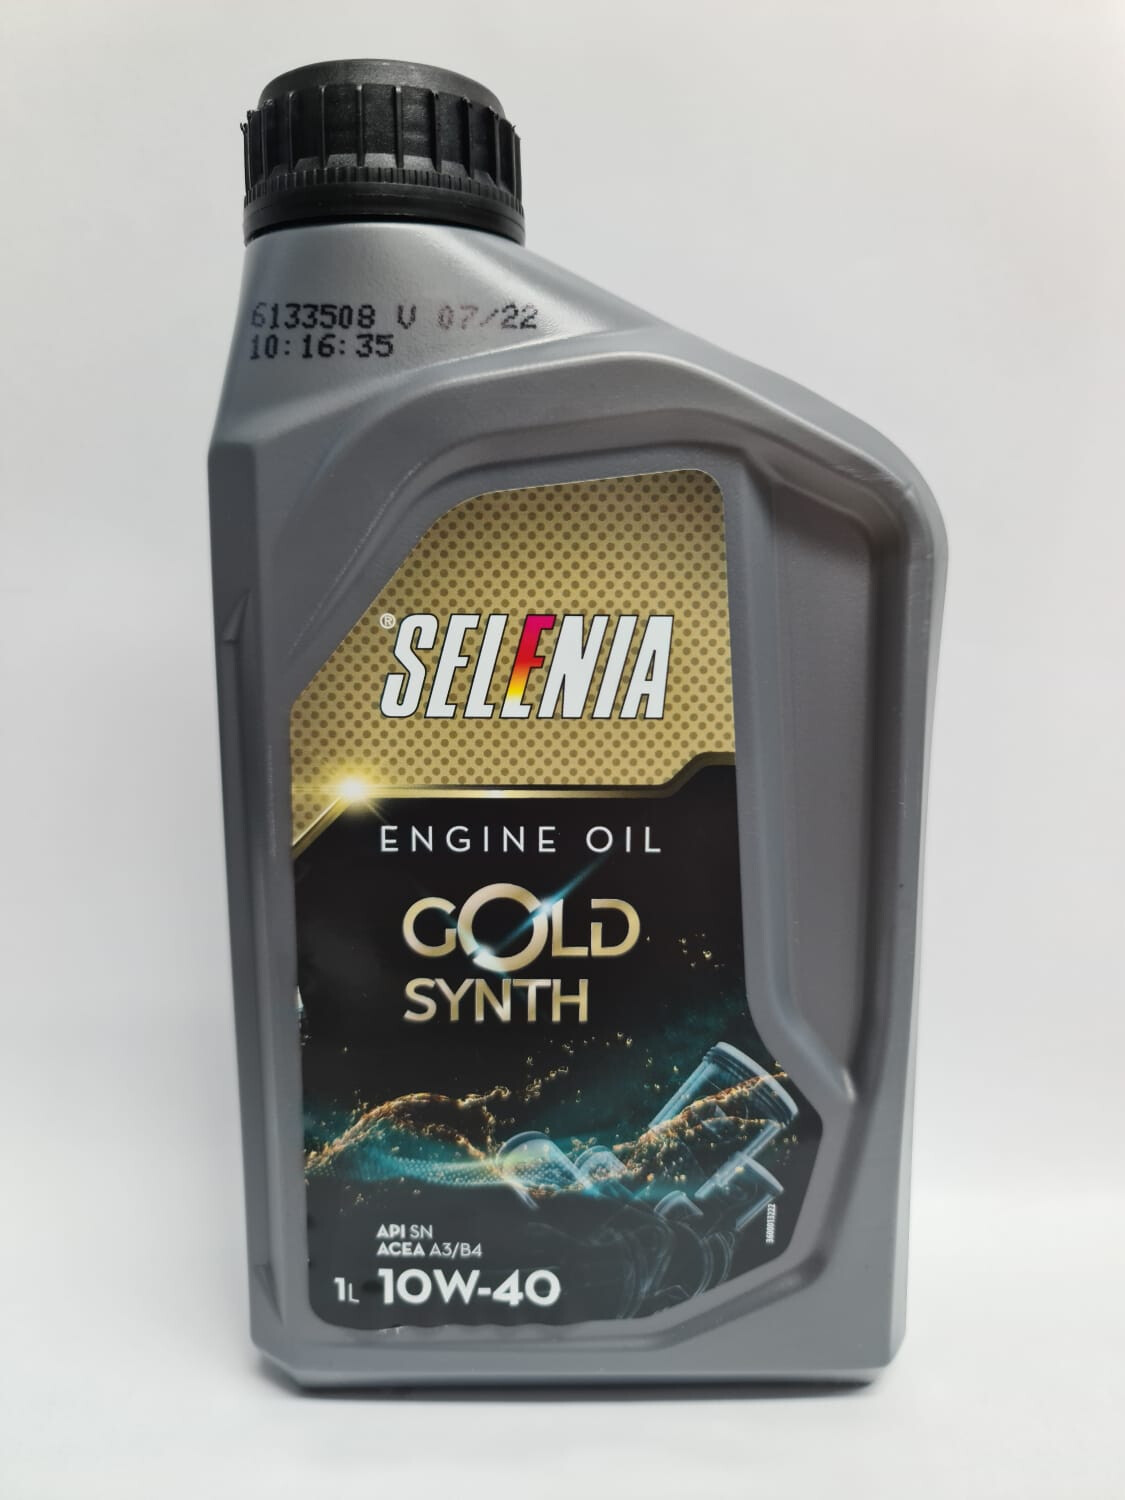 6133508 V 07/22
10:16:35
®SELENIA
ENGINE OIL
GOLD
SYNTH
API SN
ACEA A3/B4
1L 10W-40
3600013222